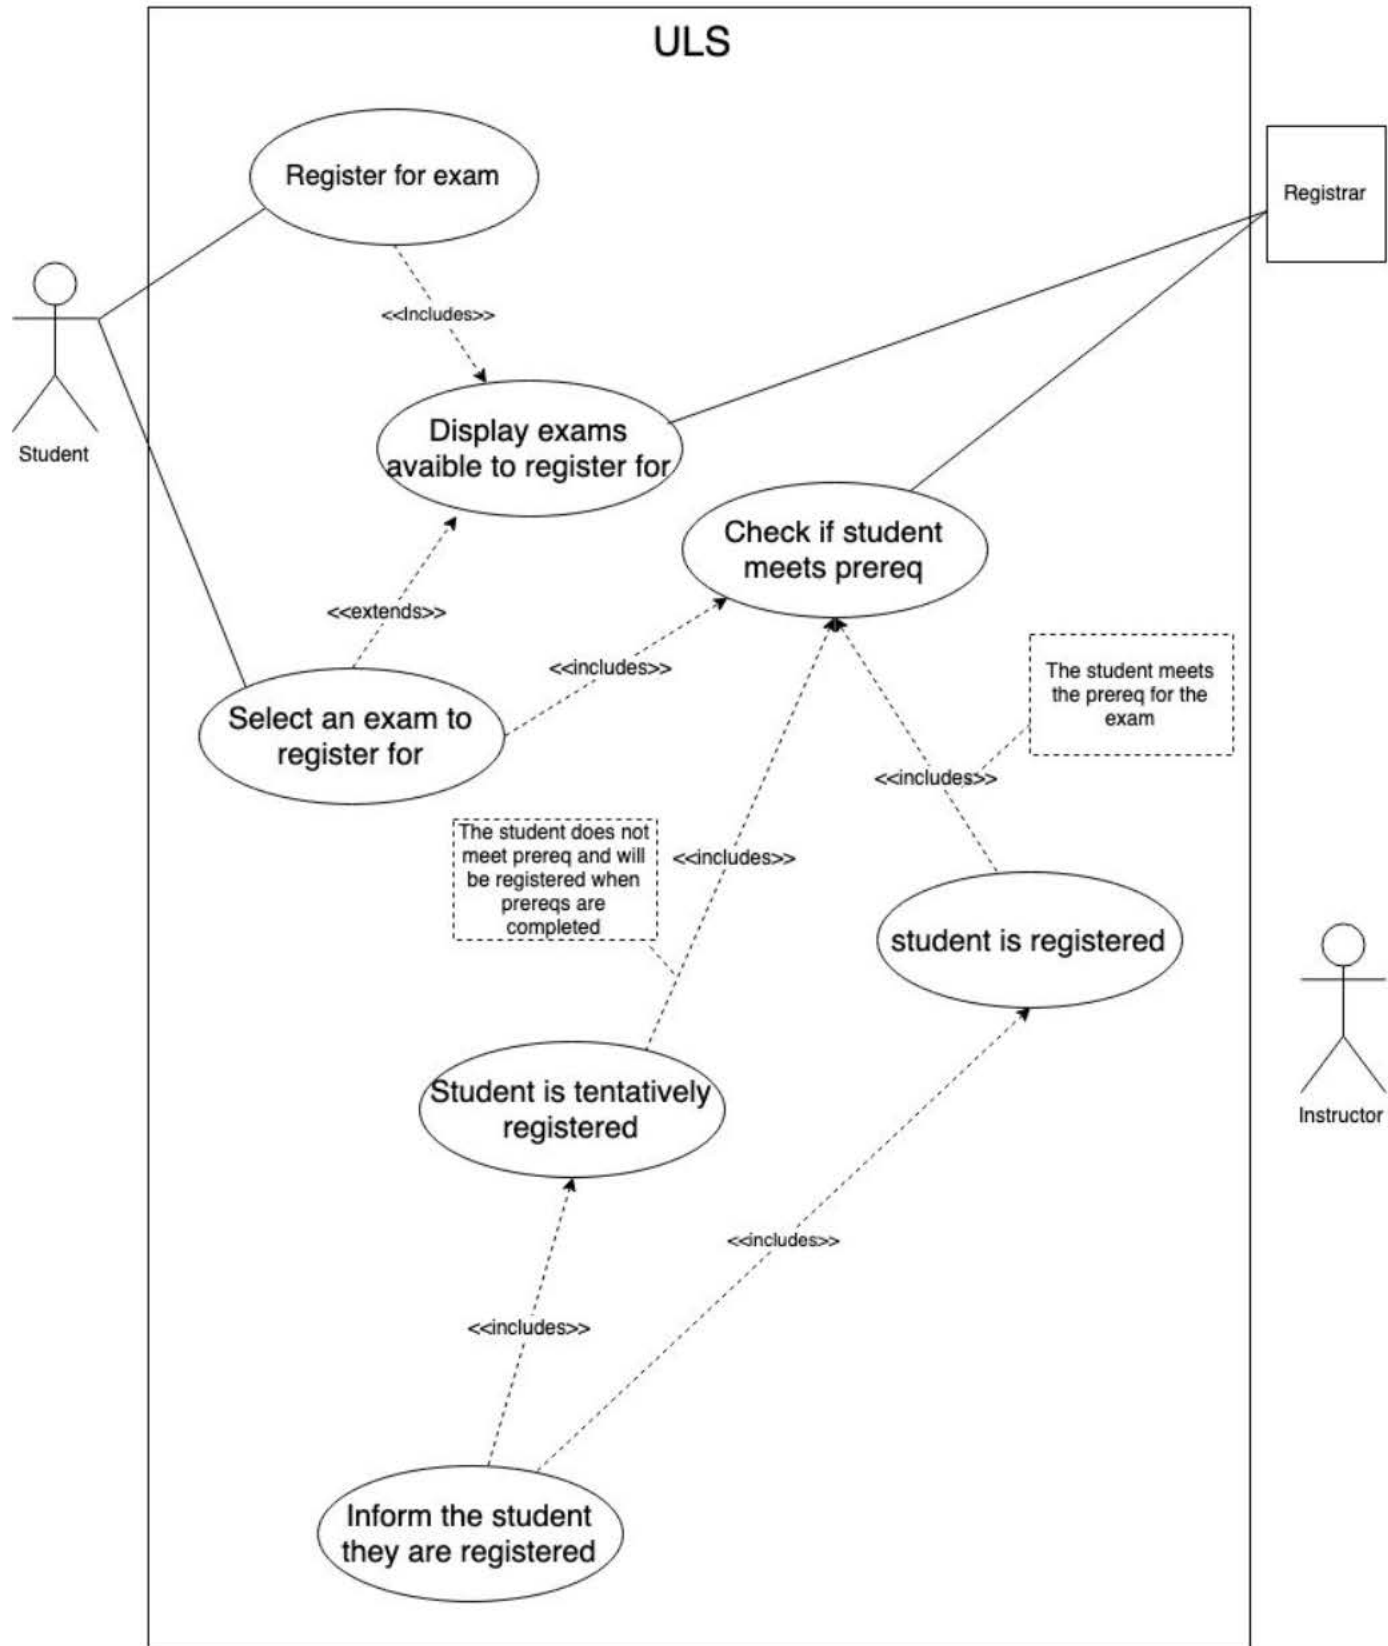 ULS
Register for exam
Registrar
<<Includes>>
Student
Display exams
avaible to register for
Check if student
meets prereq
<<extends>>
<<includes>>
The student meets
the prereq for the
exam
Select an exam to
register for
<<includes>>
The student does not
meet prereq and will
be registered when
prereqs are
completed
<<includes>>
student is registered
Student is tentatively
registered
Instructor
<<includes>>
<<includes>>
Inform the student
they are registered